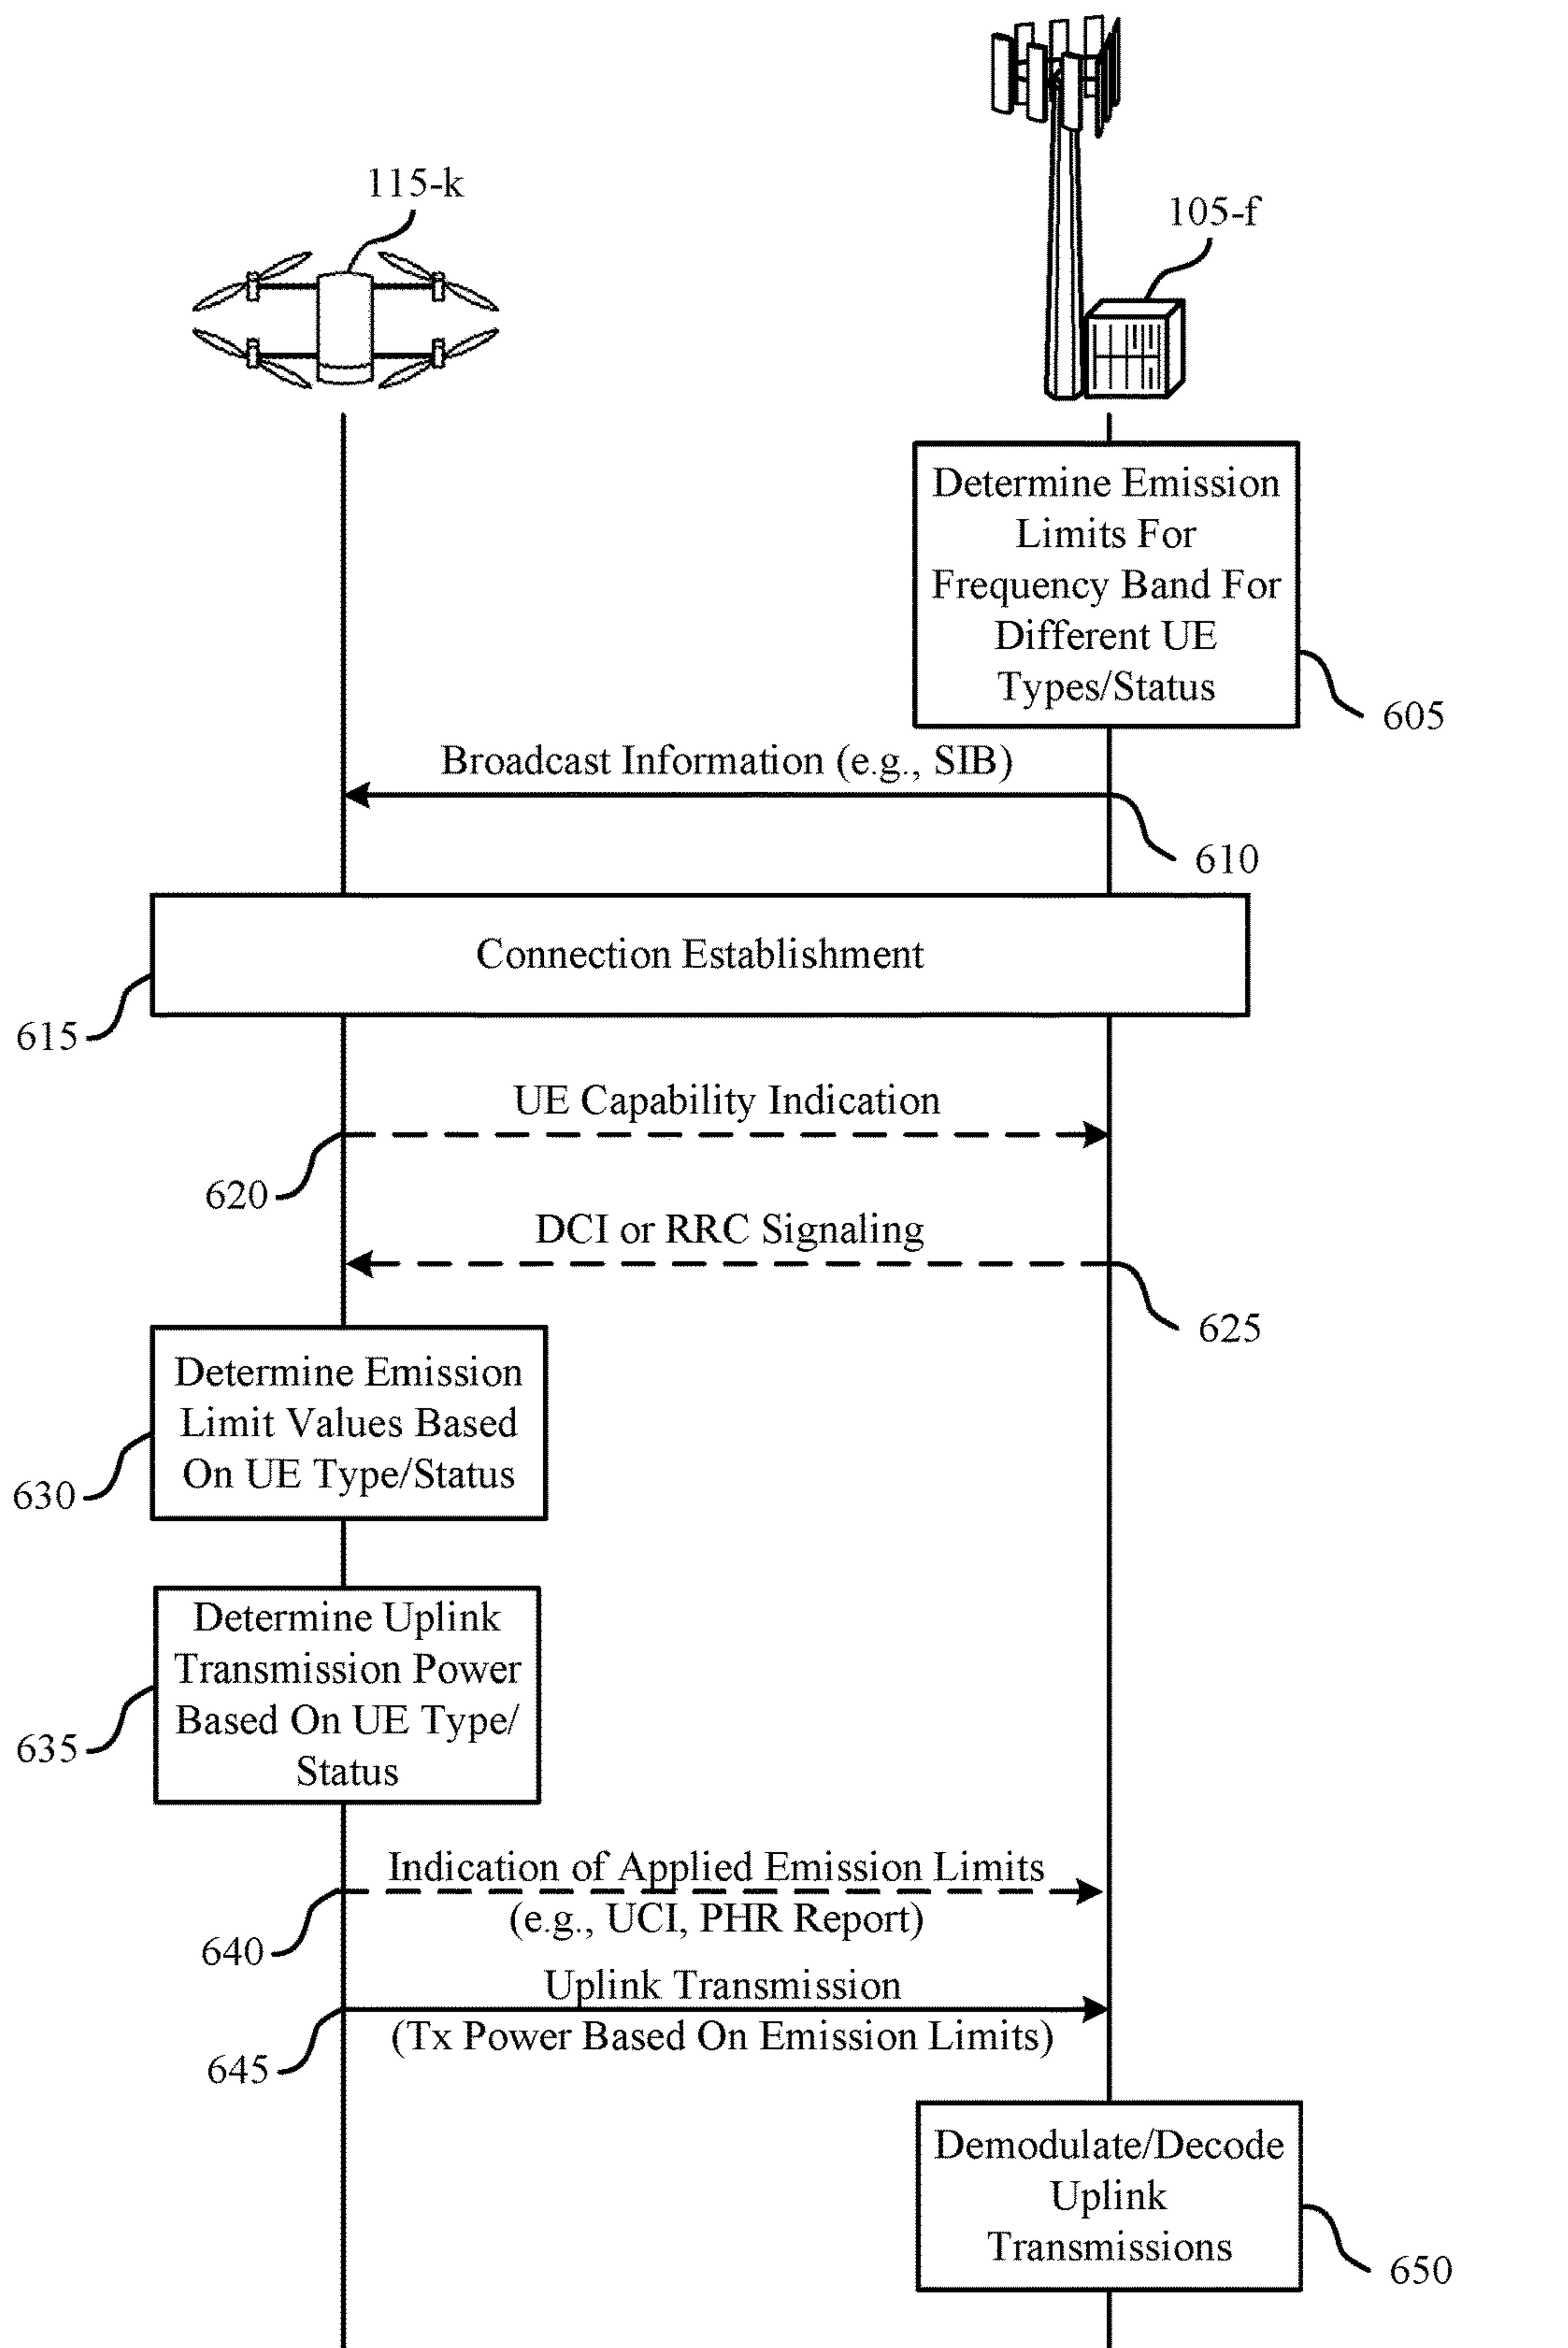 115-k
105-f
Determine Emission
Limits For
Frequency Band For
Different UE
Types/Status
605
Broadcast Information (e.g., SIB)
610
Connection Establishment
615
UE Capability Indication
620
DCI or RRC Signaling
625
Determine Emission
Limit Values Based
On UE Type/Status
630
Determine Uplink
Transmission Power
Based On UE Type/
Status
635
Indication of Applied Emission Limits
(e.g., UCI, PHR Report)
640
Uplink Transmission
(Tx Power Based On Emission Limits)
645
Demodulate/Decode
Uplink
Transmissions
650